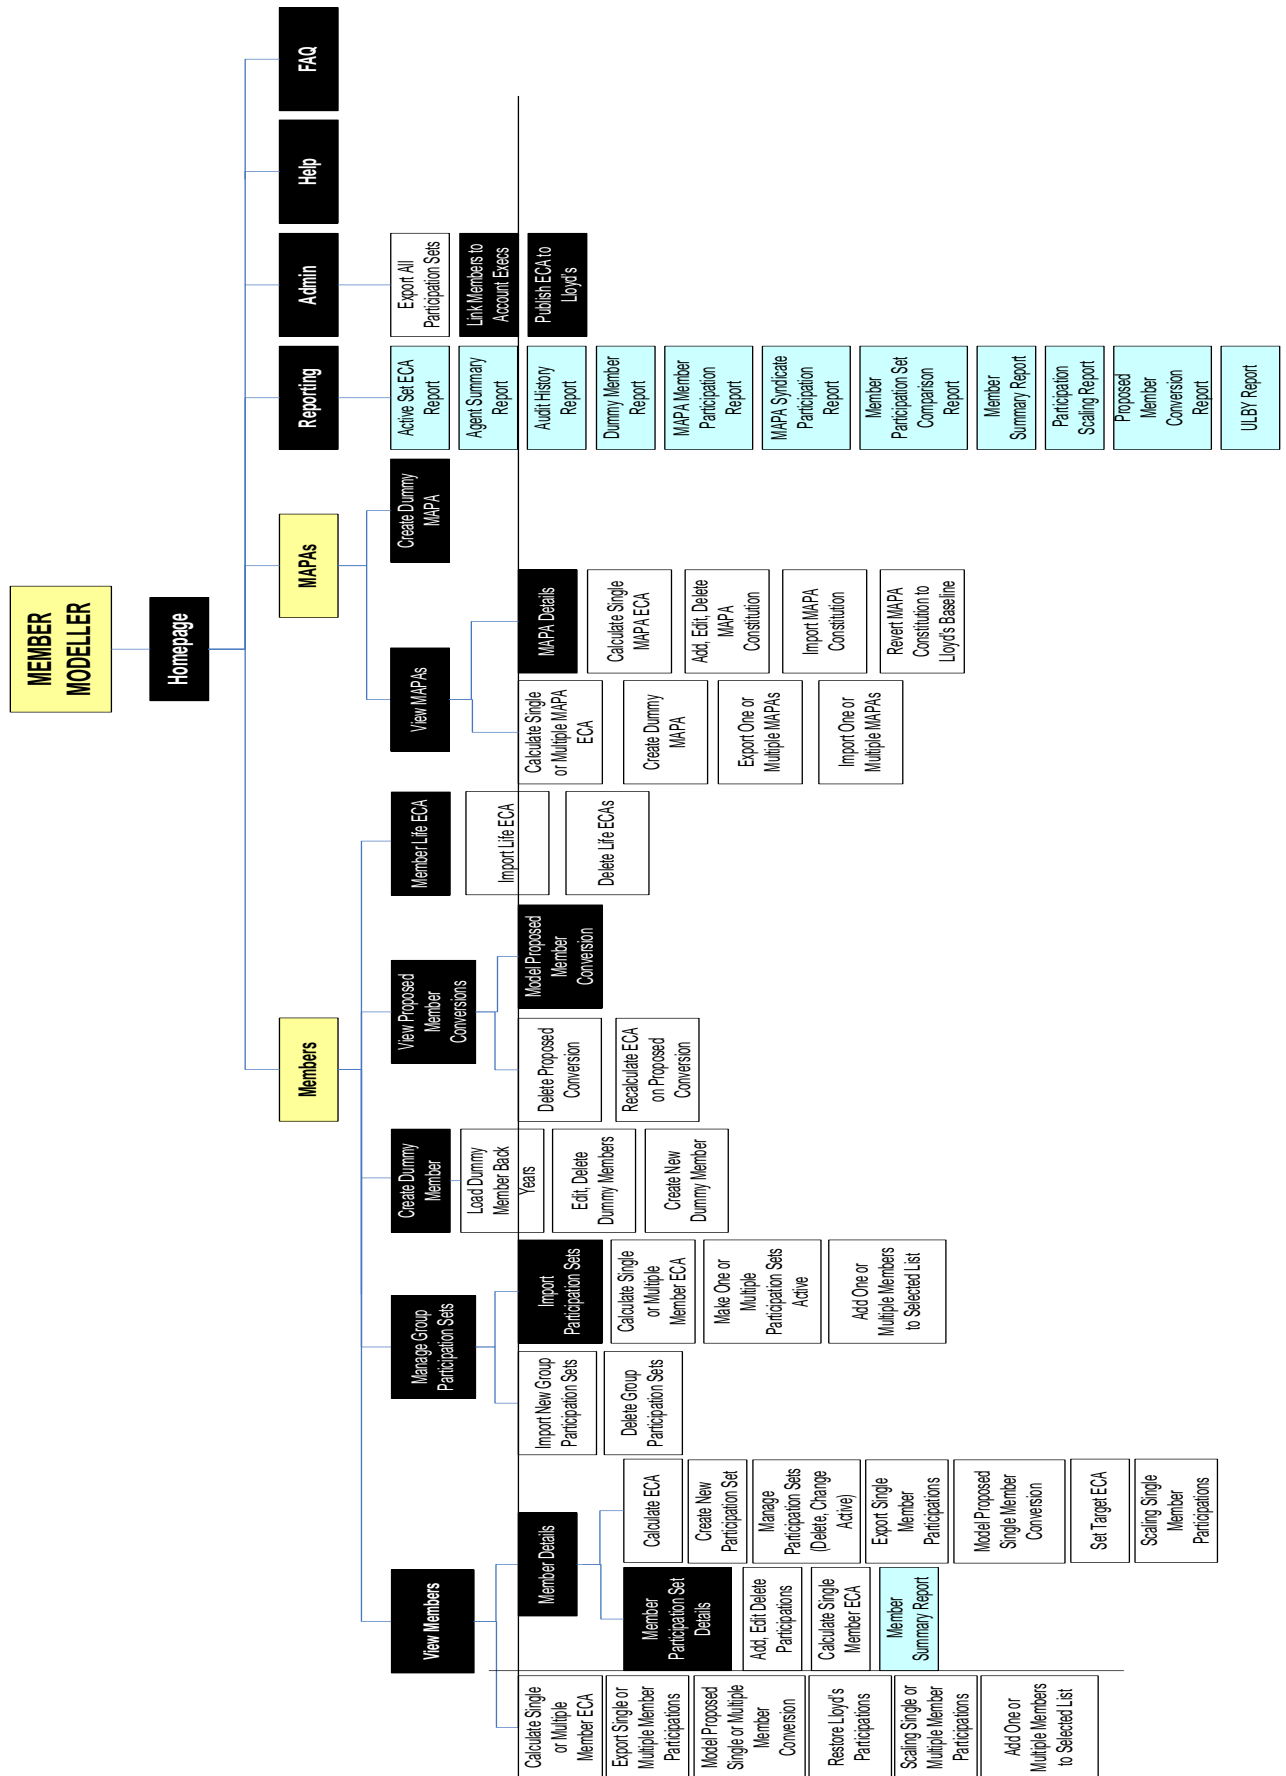 MEMBER
MODELLER
Homepage
Members
MAPAs
Reporting
Admin
Help
FAQ
View Members
Manage Group
Participation Sets
Create Dummy
Member
View Proposed
Member
Conversions
Member Life ECA
View MAPAs
Create Dummy
MAPA
Active Set ECA
Report
Agent Summary
Report
Audit History
Report
Dummy Member
Report
MAPA Member
Participation
Report
MAPA Syndicate
Participation
Report
Member
Participation Set
Comparison
Report
Member
Summary Report
Participation
Scaling Report
Proposed
Member
Conversion
Report
ULBY Report
Export All
Participation Sets
Link Members to
Account Execs
Publish ECA to
Lloyd's
Calculate Single
or Multiple
Member ECA
Export Single or
Multiple Member
Participations
Model Proposed
Single or Multiple
Member
Conversion
Restore Lloyd's
Participations
Scaling Single or
Multiple Member
Participations
Add One or
Multiple Members
to Selected List
Member Details
Member
Participation Set
Details
Add, Edit Delete
Participations
Calculate Single
Member ECA
Member
Summary Report
Calculate ECA
Create New
Participation Set
Manage
Participation Sets
(Delete, Change
Active)
Export Single
Member
Participations
Model Proposed
Single Member
Conversion
Set Target ECA
Scaling Single
Member
Participations
Import New Group
Participation Sets
Delete Group
Participation Sets
Import
Participation Sets
Calculate Single
or Multiple
Member ECA
Make One or
Multiple
Participation Sets
Active
Add One or
Multiple Members
to Selected List
Load Dummy
Member Back
Years
Edit, Delete
Dummy Members
Create New
Dummy Member
Delete Proposed
Conversion
Recalculate ECA
on Proposed
Conversion
Model Proposed
Member
Conversion
Import Life ECA
Delete Life ECAs
Calculate Single
or Multiple MAPA
ECA
Create Dummy
MAPA
Export One or
Multiple MAPAs
Import One or
Multiple MAPAs
MAPA Details
Calculate Single
MAPA ECA
Add, Edit, Delete
MAPA
Constitution
Import MAPA
Constitution
Revert MAPA
Constitution to
Lloyd's Baseline